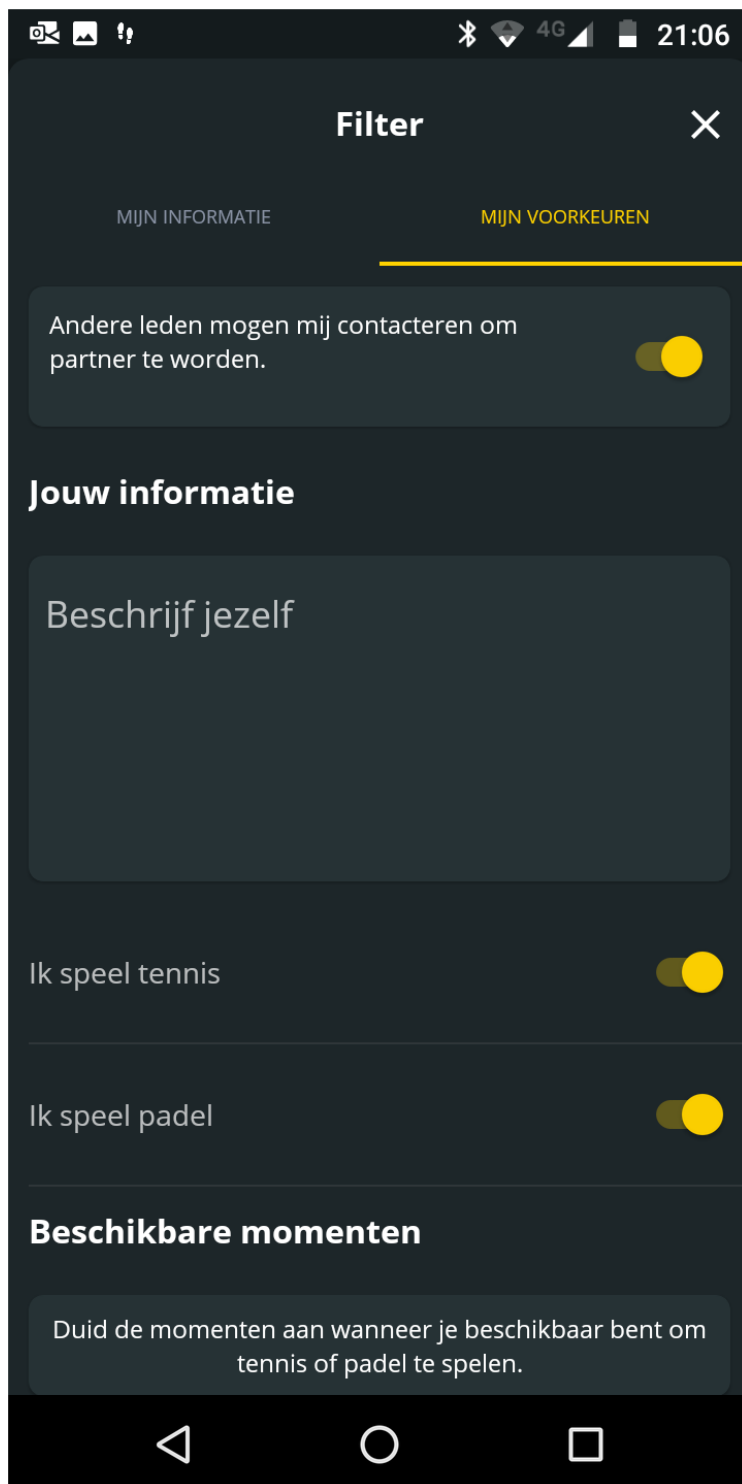 4G 21:06
Filter
MIJN INFORMATIE MIJN VOORKEUREN
Andere leden mogen mij contacteren om
partner te worden.
Jouw informatie
Beschrijf jezelf
Ik speel tennis
Ik speel padel
Beschikbare momenten
Duid de momenten aan wanneer je beschikbaar bent om
tennis of padel te spelen.